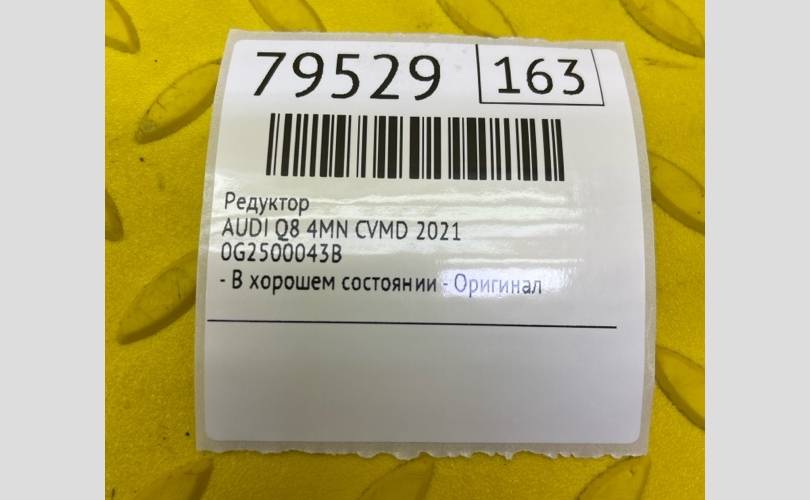 79529 163
Редуктор
AUDI Q8 4MN CVMD 2021
0G2500043B
- В хорошем состоянии - Оригинал